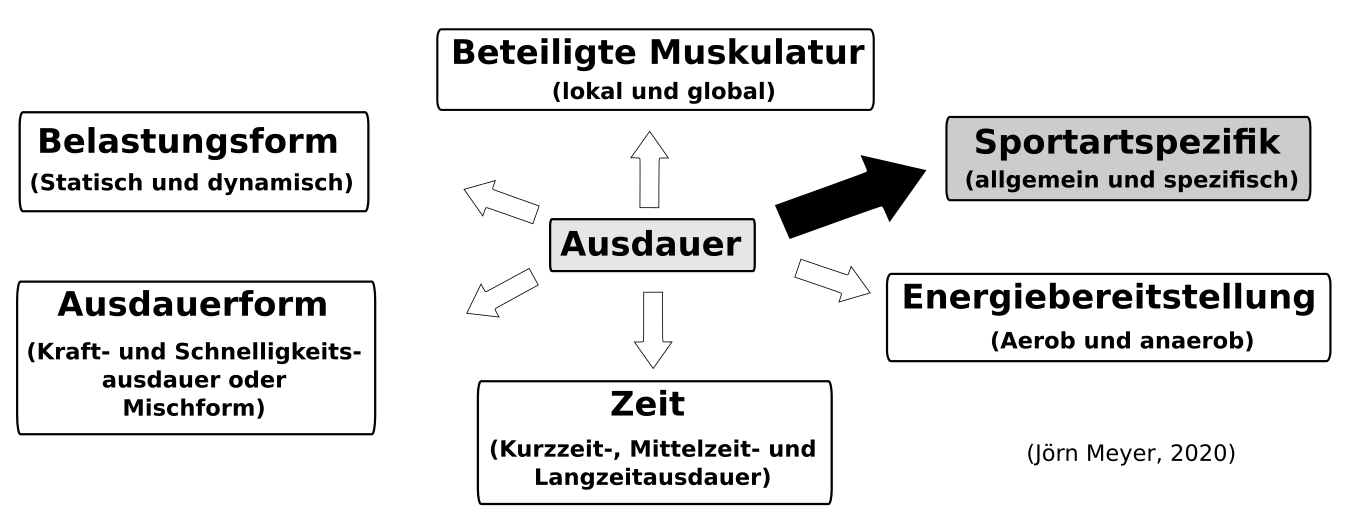 Beteiligte Muskulatur
(lokal und global)
Belastungsform
(Statisch und dynamisch)
Sportartspezifik
(allgemein und spezifisch)
Ausdauer
Ausdauerform
(Kraft- und Schnelligkeits-
ausdauer oder
Mischform)
Energiebereitstellung
(Aerob und anaerob)
Zeit
(Kurzzeit-, Mittelzeit- und
Langzeitausdauer)
(Jörn Meyer, 2020)